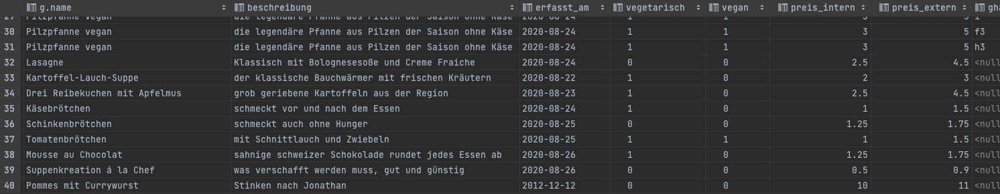 g.name beschreibung erfasst_am vegetarisch vegan preis_intern preis_extern gha
29 Pilzpfanne vegan die legendäre Pfanne aus Pilzen der Saison ohne Käse 2020-08-24 1 1 3 5
30 Pilzpfanne vegan die legendäre Pfanne aus Pilzen der Saison ohne Käse 2020-08-24 1 1 3 5 f3
31 Pilzpfanne vegan die legendäre Pfanne aus Pilzen der Saison ohne Käse 2020-08-24 1 1 3 5 h3
32 Lasagne Klassisch mit Bolognesesoße und Creme Fraiche 2020-08-24 0 0 2.5 4.5 <null
33 Kartoffel-Lauch-Suppe der klassische Bauchwärmer mit frischen Kräutern 2020-08-22 1 0 2 3 <null
34 Drei Reibekuchen mit Apfelmus grob geriebene Kartoffeln aus der Region 2020-08-23 1 0 2.5 4.5 <null
35 Käsebrötchen schmeckt vor und nach dem Essen 2020-08-24 1 0 1 1.5 <null
36 Schinkenbrötchen schmeckt auch ohne Hunger 2020-08-25 0 0 1.25 1.75 <null
37 Tomatenbrötchen mit Schnittlauch und Zwiebeln 2020-08-25 1 1 1 1.5 <null
38 Mousse au Chocolat sahnige schweizer Schokolade rundet jedes Essen ab 2020-08-26 1 0 1.25 1.75 <null
39 Suppenkreation á la Chef was verschafft werden muss, gut und günstig 2020-08-26 0 0 0.5 0.9 <null
40 Pommes mit Currywurst Stinken nach Jonathan 2012-12-12 0 0 10 11 <null